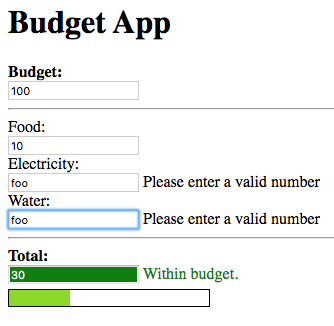 Budget App
Budget:
100
Food:
10
Electricity:
foo Please enter a valid number
Water:
foo Please enter a valid number
Total:
30 Within budget.